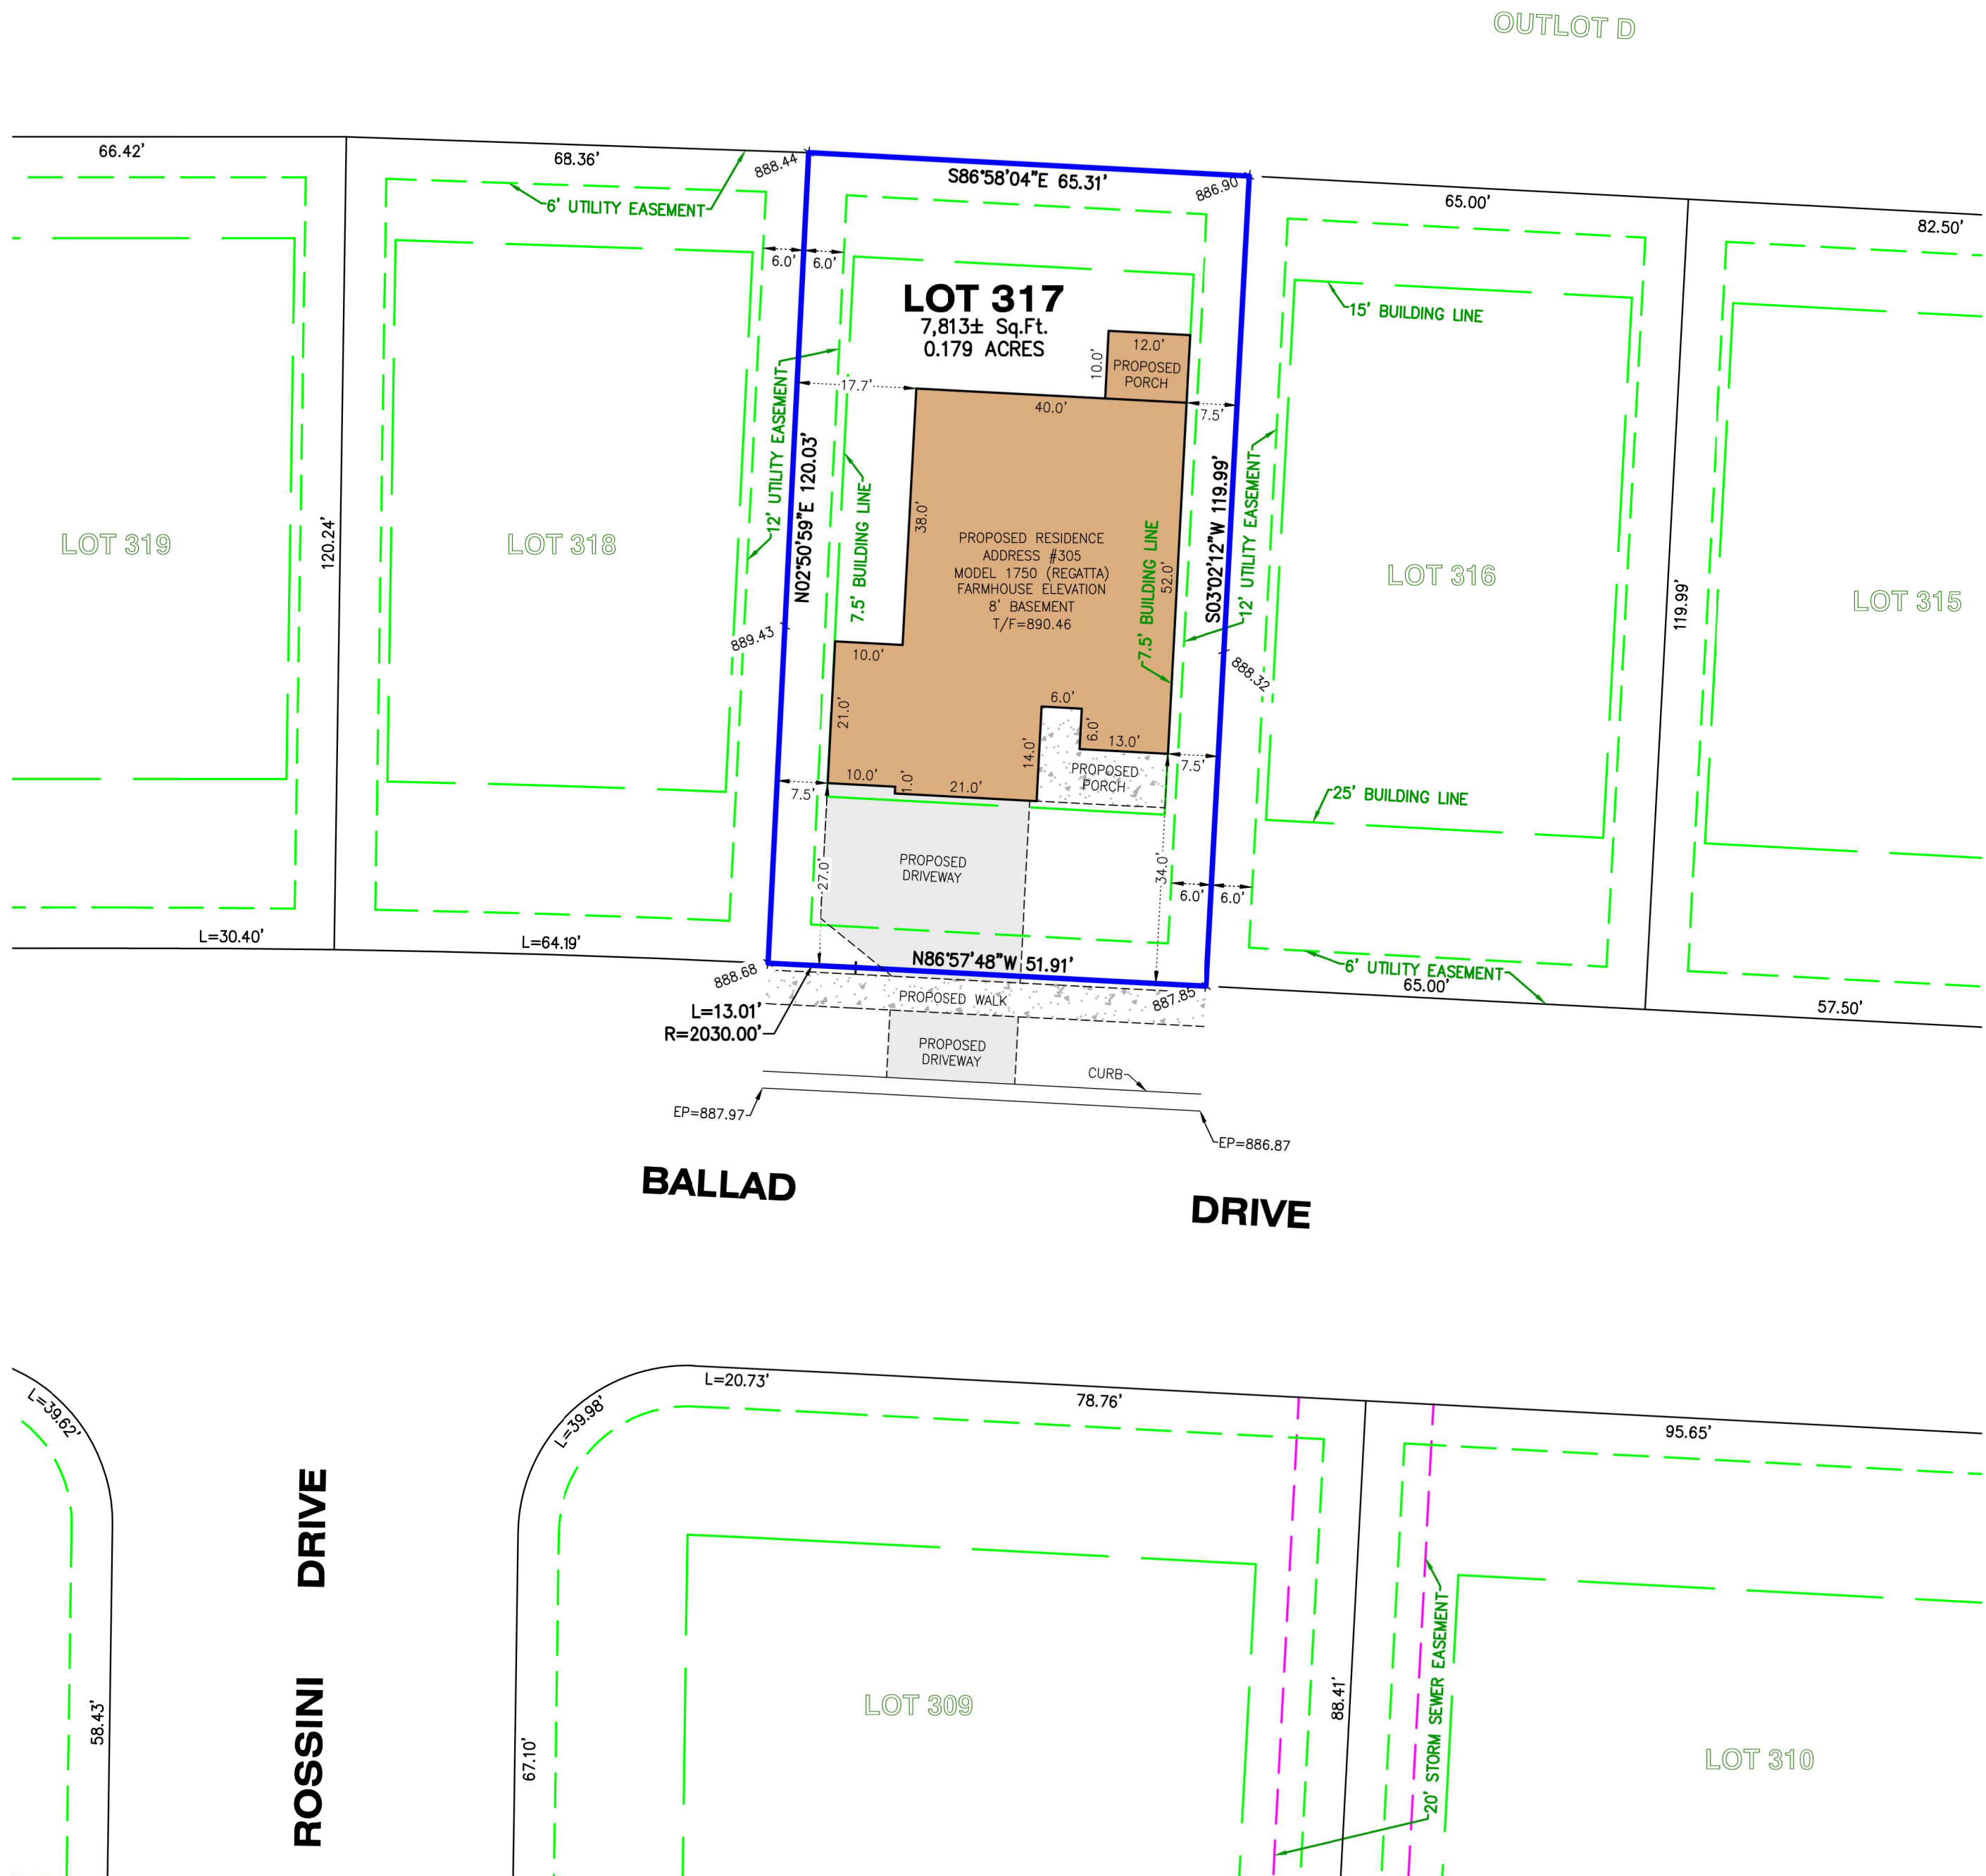 OUTLOT D
66.42'
68.36'
888.44
S86°58'04"E 65.31'
886.90
65.00'
82.50'
6' UTILITY EASEMENT
6.0'
6.0'
LOT 317
7,813± Sq.Ft.
0.179 ACRES
15' BUILDING LINE
12.0'
10.0'
PROPOSED
PORCH
17.7'
40.0'
7.5'
12' UTILITY EASEMENT
N02°50'59"E 120.03'
7.5' BUILDING LINE
38.0'
PROPOSED RESIDENCE
ADDRESS #305
MODEL 1750 (REGATTA)
FARMHOUSE ELEVATION
8' BASEMENT
T/F=890.46
7.5' BUILDING LINE
52.0'
S03°02'12"W 119.99'
12' UTILITY EASEMENT
LOT 319
120.24'
LOT 318
LOT 316
119.99'
LOT 315
889.43
888.32
10.0'
21.0'
6.0'
6.0'
13.0'
14.0'
7.5'
PROPOSED
PORCH
10.0'
1.0'
21.0'
7.5'
25' BUILDING LINE
27.0'
PROPOSED
DRIVEWAY
34.0'
6.0'
6.0'
L=30.40'
L=64.19'
888.68
N86°57'48"W 51.91'
887.85
6' UTILITY EASEMENT
65.00'
57.50'
PROPOSED WALK
L=13.01'
R=2030.00'
PROPOSED
DRIVEWAY
CURB
EP=887.97
EP=886.87
BALLAD DRIVE
L=39.62'
L=39.98'
L=20.73'
78.76'
95.65'
ROSSINI DRIVE
58.43'
67.10'
LOT 309
88.41'
20' STORM SEWER EASEMENT
LOT 310